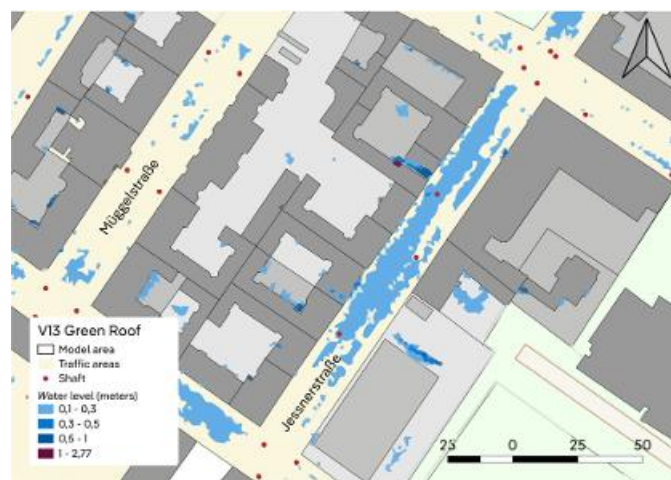 Müggelstraße
Jessnerstraße
V13 Green Roof
Model area
Traffic areas
Shaft
Water level (meters)
0,1 - 0,3
0,3 - 0,5
0,5 - 1
1 - 2,77
25 0 25 50